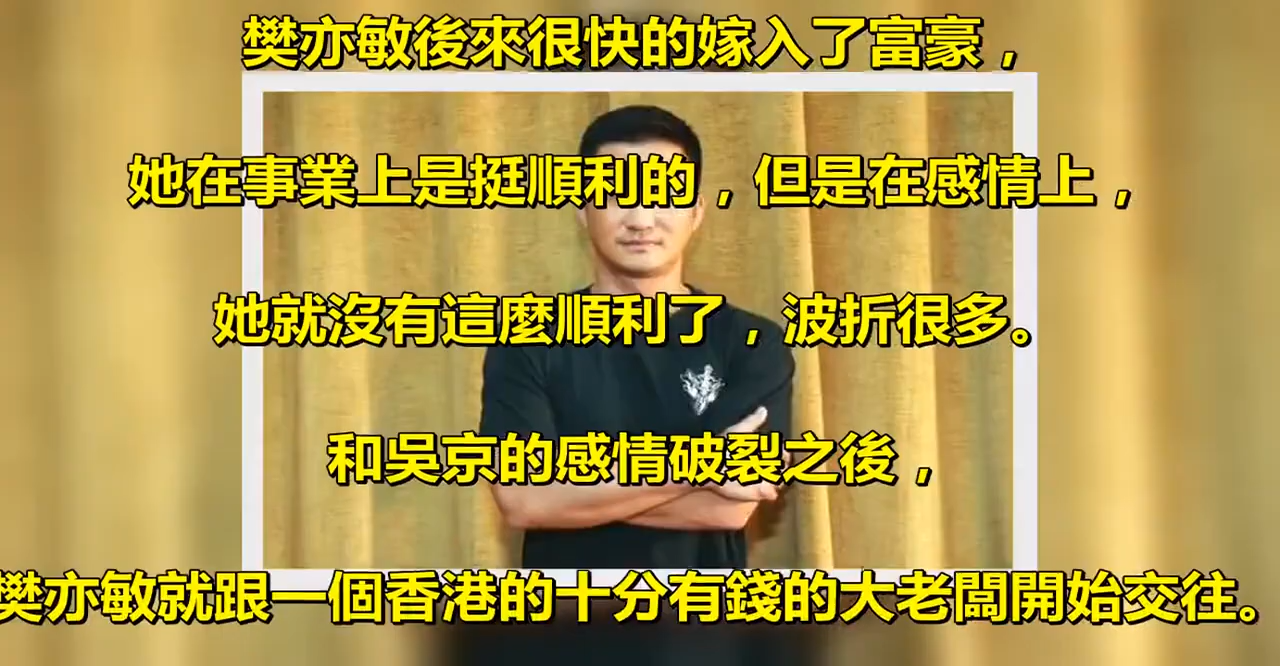 樊亦敏後來很快的嫁入了富豪，
她在事業上是挺順利的，但是在感情上，
她就沒有這麼順利了，波折很多。
和吳京的感情破裂之後，
樊亦敏就跟一個香港的十分有錢的大老闆開始交往。